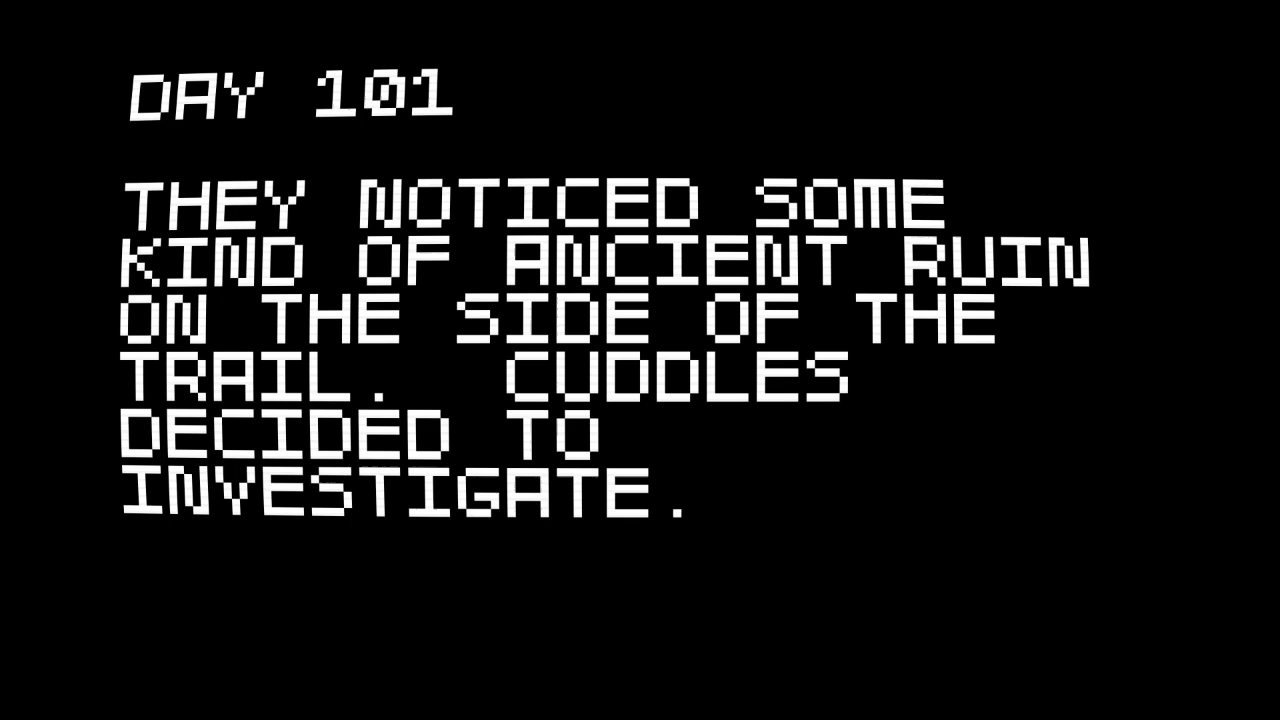 DAY 101
THEY NOTICED SOME
KIND OF ANCIENT RUIN
ON THE SIDE OF THE
TRAIL.  CUDDLES
DECIDED TO
INVESTIGATE.